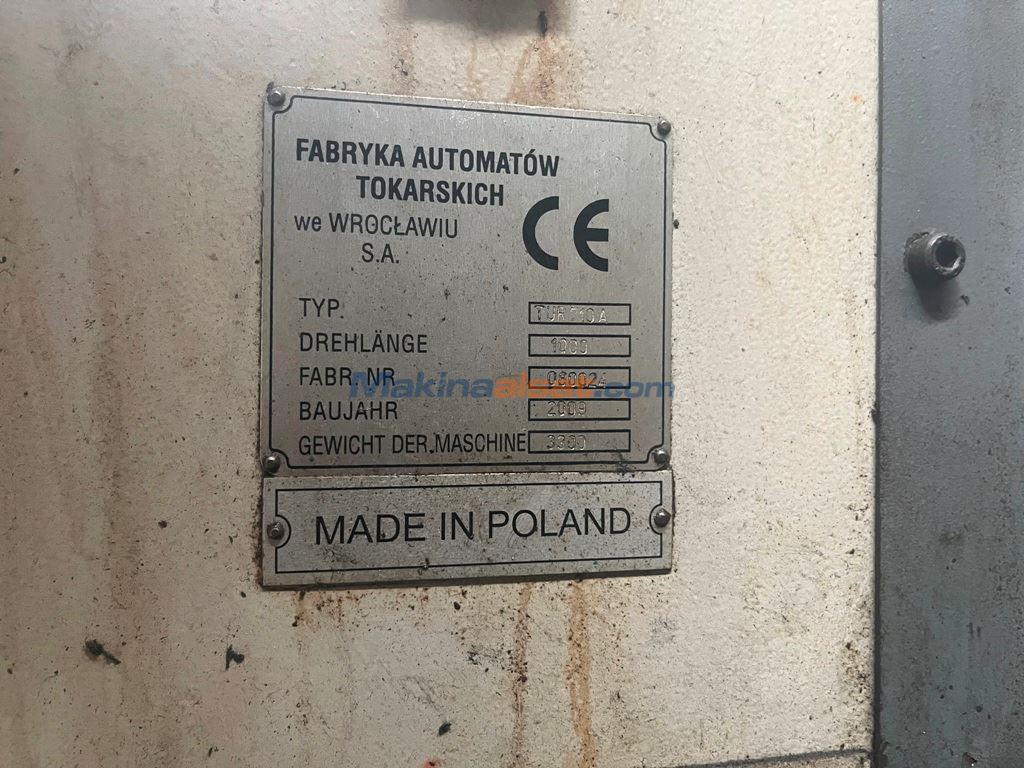 FABRYKA AUTOMATÓW
TOKARSKICH
we WROCŁAWIU
S.A.
CE
TYP.
DREHLÄNGE 1000
FABR. NR
Makinaalsat.com
BAUJAHR 2009
GEWICHT DER.MASCHINE 3300
MADE IN POLAND